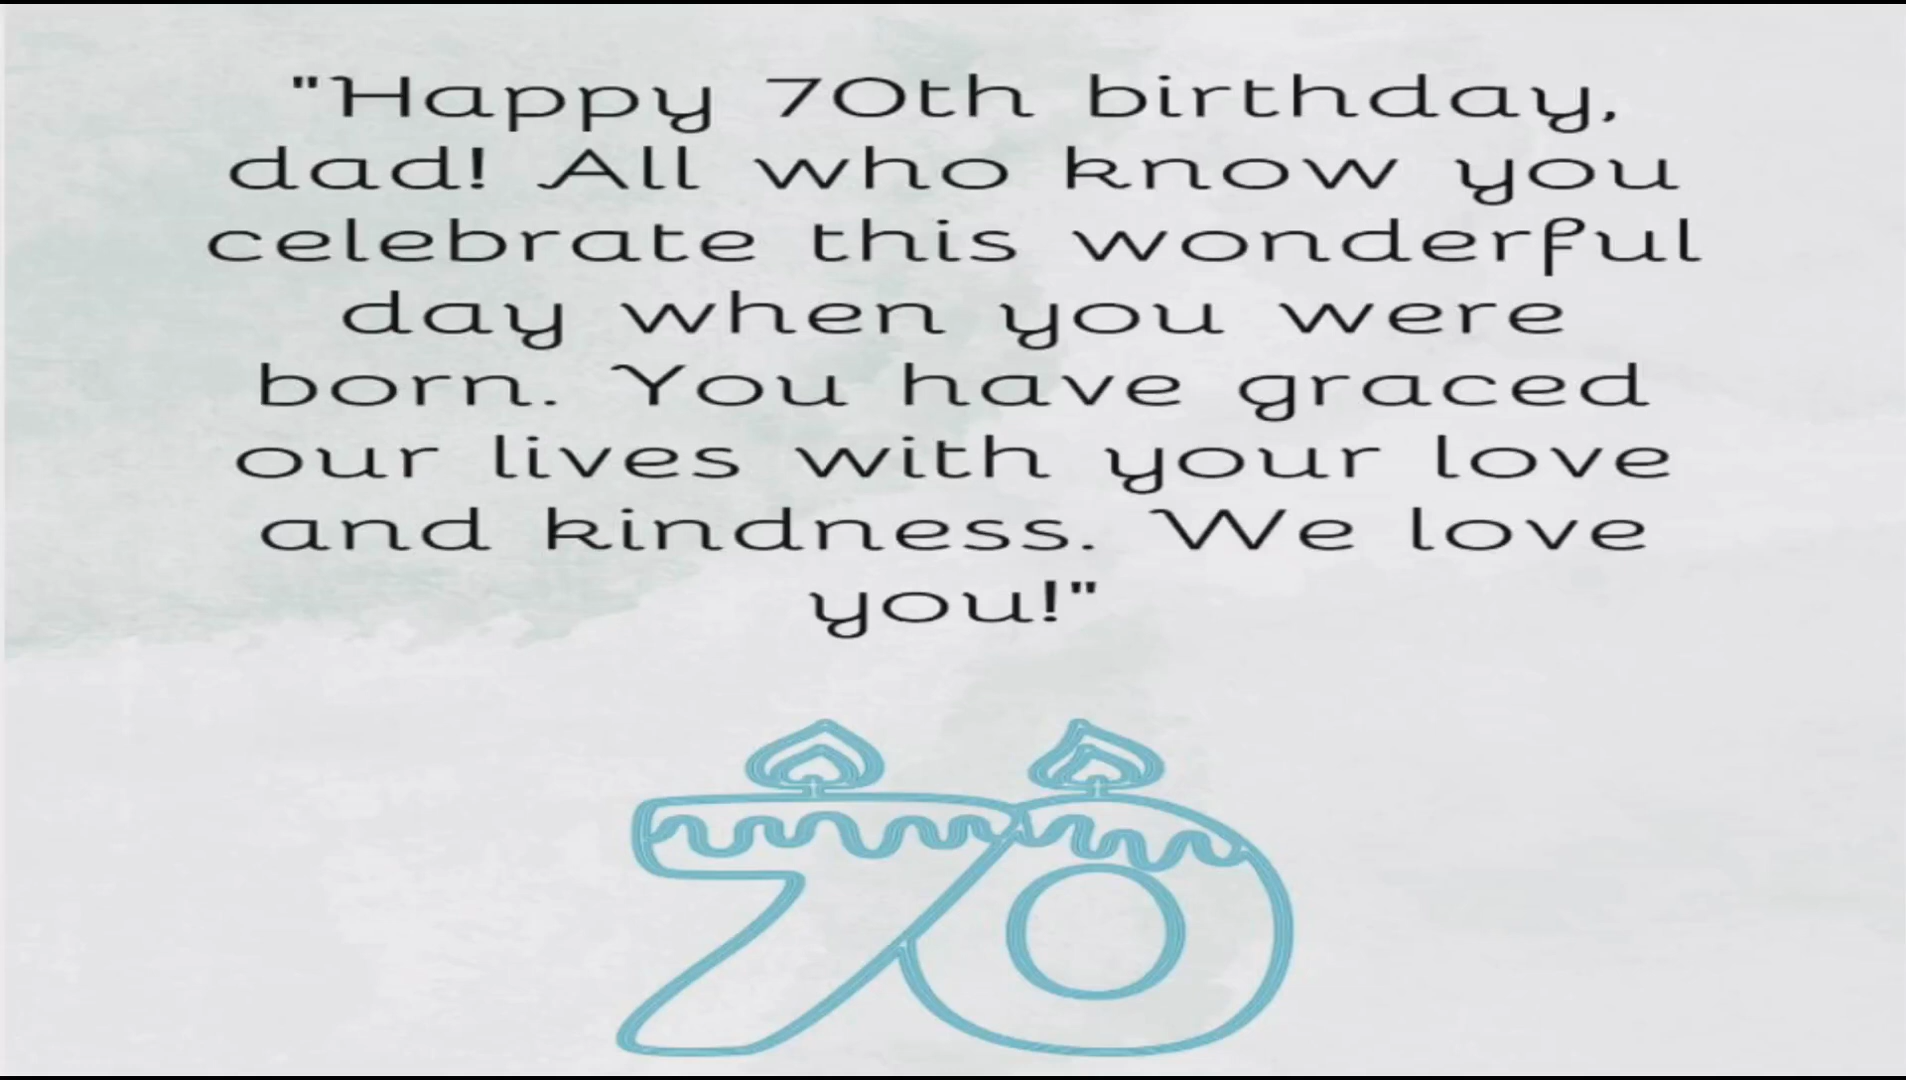 "Happy 70th birthday,
dad! All who know you
celebrate this wonderful
day when you were
born. You have graced
our lives with your love
and kindness. We love
you!"
70